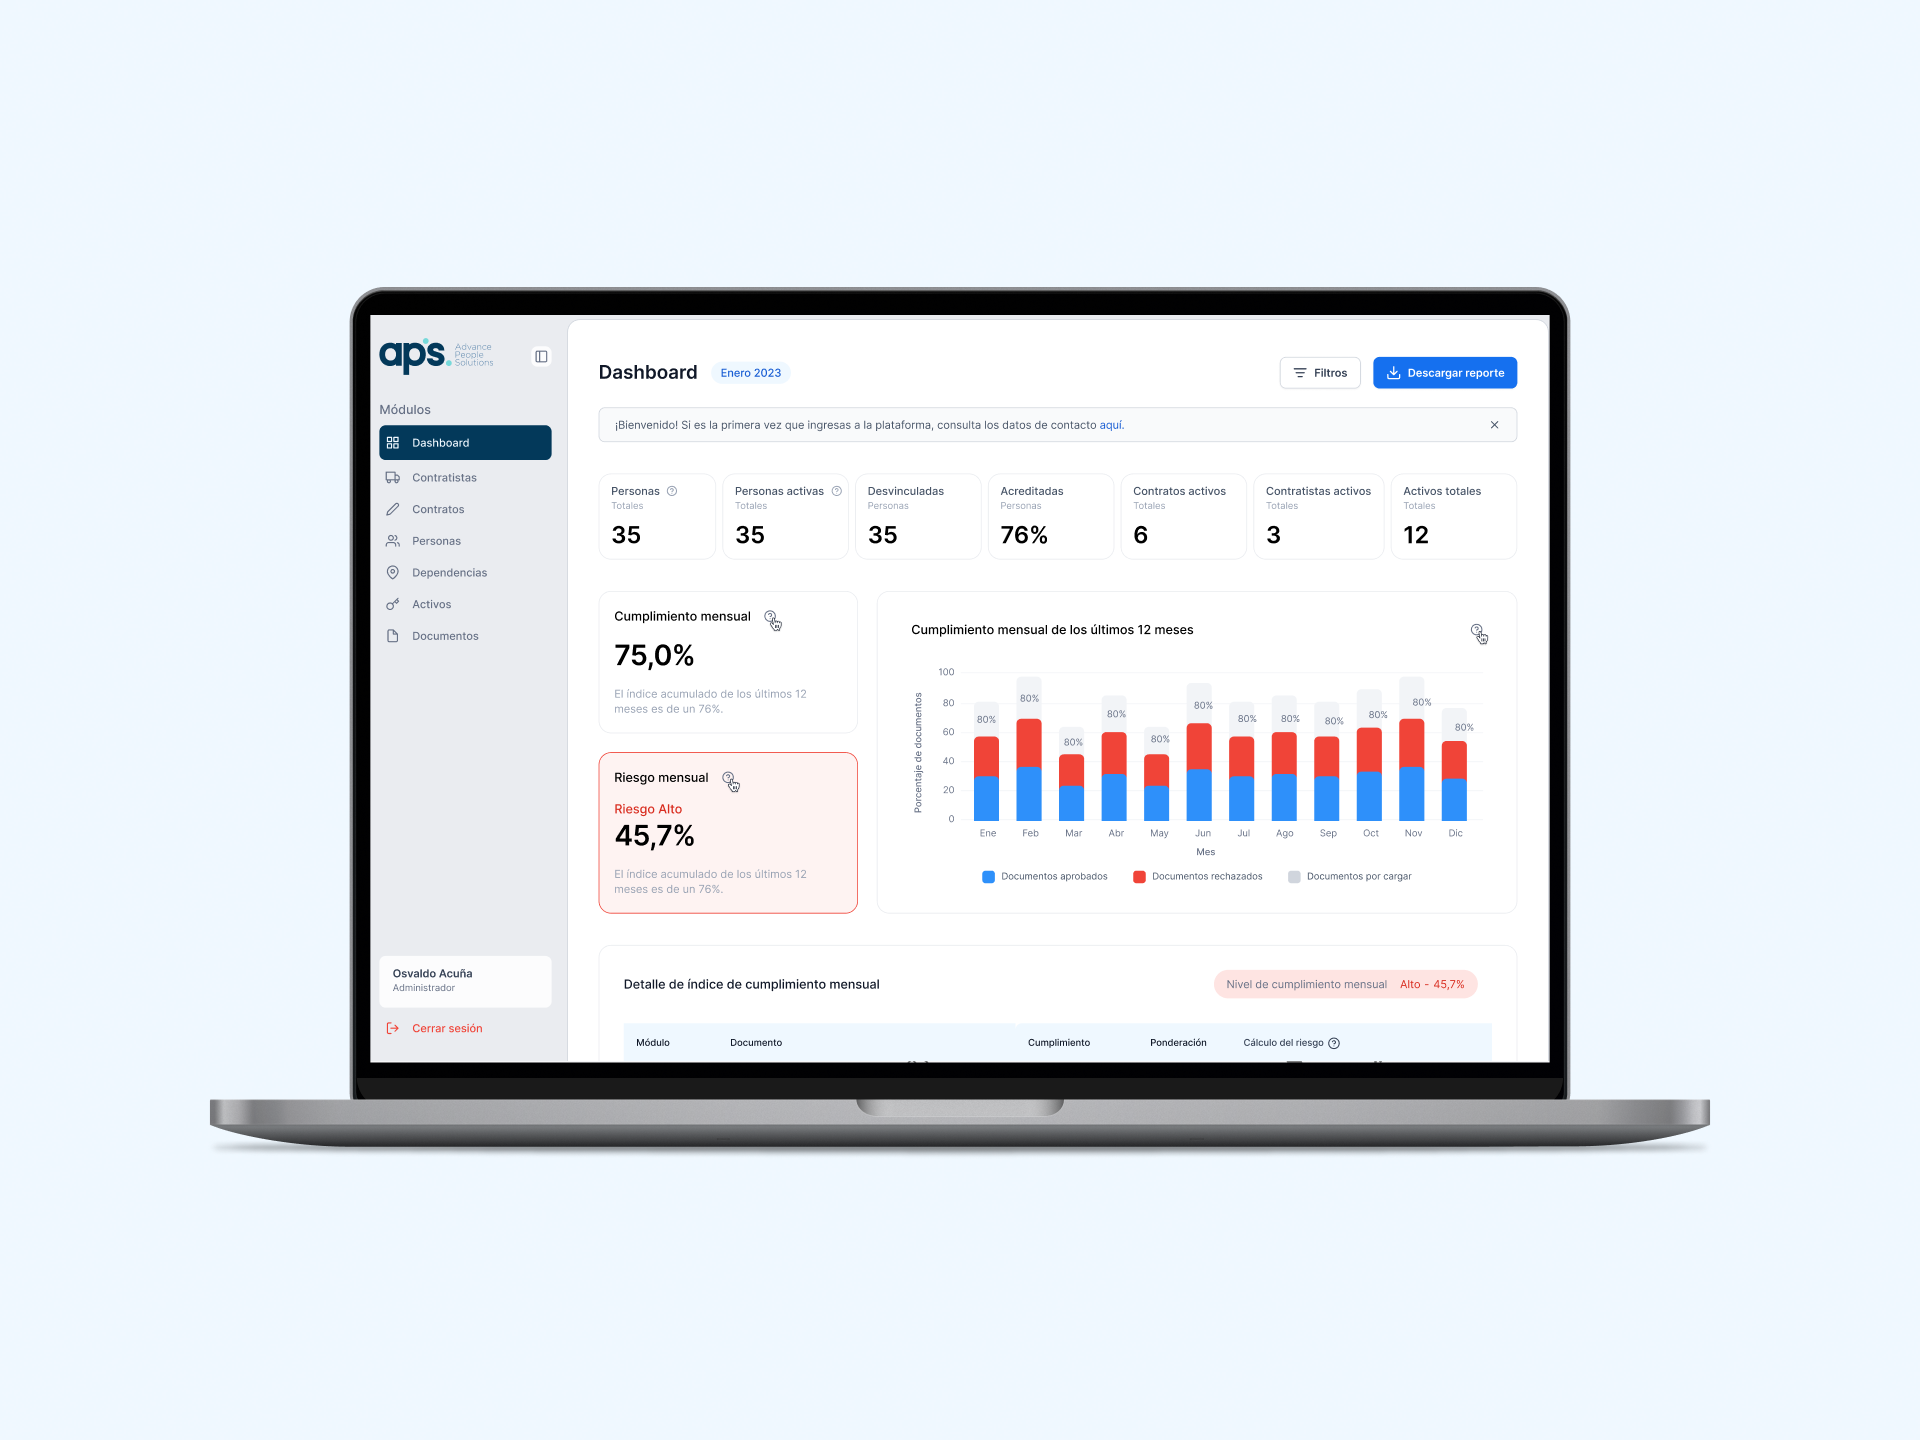 aps.
Advance
People
Solutions
Módulos
Dashboard
Contratistas
Contratos
Personas
Dependencias
Activos
Documentos
Osvaldo Acuña
Administrador
Cerrar sesión
Dashboard
Enero 2023
Filtros
Descargar reporte
¡Bienvenido! Si es la primera vez que ingresas a la plataforma, consulta los datos de contacto aquí.
Personas
Totales
35
Personas activas
Totales
35
Desvinculadas
Personas
35
Acreditadas
Personas
76%
Contratos activos
Totales
6
Contratistas activos
Totales
3
Activos totales
Totales
12
Cumplimiento mensual
75,0%
El índice acumulado de los últimos 12
meses es de un 76%.
Riesgo mensual
Riesgo Alto
45,7%
El índice acumulado de los últimos 12
meses es de un 76%.
Cumplimiento mensual de los últimos 12 meses
Porcentaje de documentos
100
80
60
40
20
0
80%
80%
80%
80%
80%
80%
80%
80%
80%
80%
80%
80%
Ene Feb Mar Abr May Jun Jul Ago Sep Oct Nov Dic
Mes
Documentos aprobados Documentos rechazados Documentos por cargar
Detalle de índice de cumplimiento mensual
Nivel de cumplimiento mensual Alto - 45,7%
Módulo Documento Cumplimiento Ponderación Cálculo del riesgo